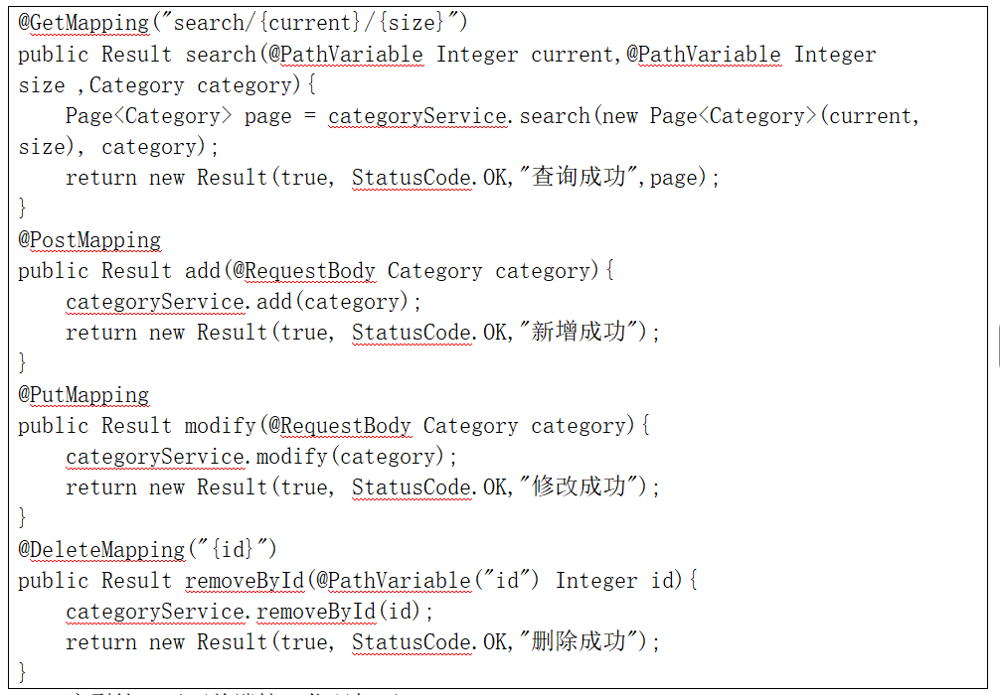 @GetMapping("search/{current}/{size}")
public Result search(@PathVariable Integer current,@PathVariable Integer
size ,Category category){
    Page<Category> page = categoryService.search(new Page<Category>(current,
size), category);
    return new Result(true, StatusCode.OK,"查询成功",page);
}
@PostMapping
public Result add(@RequestBody Category category){
    categoryService.add(category);
    return new Result(true, StatusCode.OK,"新增成功");
}
@PutMapping
public Result modify(@RequestBody Category category){
    categoryService.modify(category);
    return new Result(true, StatusCode.OK,"修改成功");
}
@DeleteMapping("{id}")
public Result removeById(@PathVariable("id") Integer id){
    categoryService.removeById(id);
    return new Result(true, StatusCode.OK,"删除成功");
}